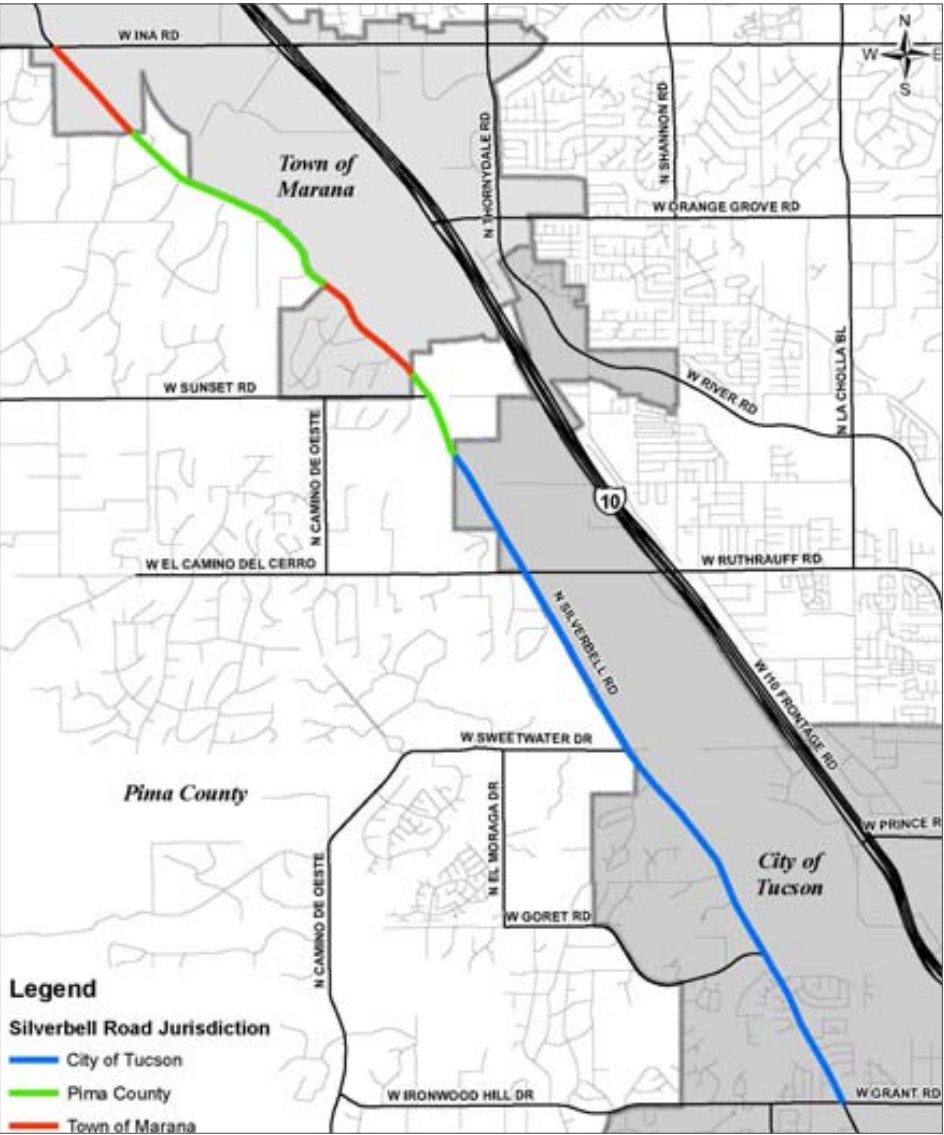 W INA RD
N
W
E
S
N THORNYDALE RD
N SHANNON RD
Town of
Marana
W ORANGE GROVE RD
N LA CHOLLA BL
W SUNSET RD
W RIVER RD
N CAMINO DE OESTE
10
W EL CAMINO DEL CERRO
W RUTHRAUFF RD
N SILVERBELL RD
W I10 FRONTAGE RD
W SWEETWATER DR
Pima County
N EL MORAGA DR
W PRINCE R
City of
Tucson
N CAMINO DE OESTE
W GORET RD
Legend
Silverbell Road Jurisdiction
City of Tucson
Pima County
Town of Marana
W IRONWOOD HILL DR
W GRANT RD